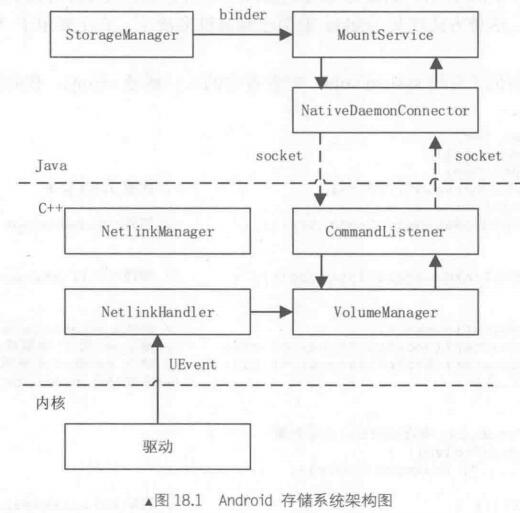 binder
StorageManager
MountService
NativeDaemonConnector
socket
socket
Java
C++
NetlinkManager
CommandListener
NetlinkHandler
VolumeManager
UEvent
内核
驱动
▲图 18.1 Android 存储系统架构图